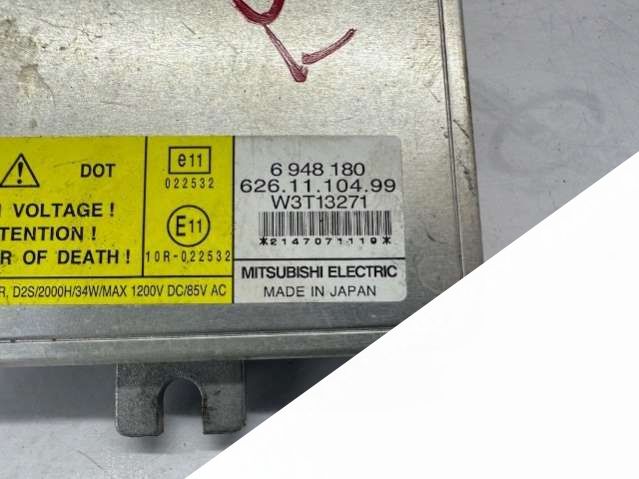 DOT
VOLTAGE !
TENTION !
R OF DEATH !
e11
022532
E11
10R-022532
R, D2S/2000H/34W/MAX 1200V DC/85V AC
6 948 180
626.11.104.99
W3T13271
*2147071119*
MITSUBISHI ELECTRIC
MADE IN JAPAN